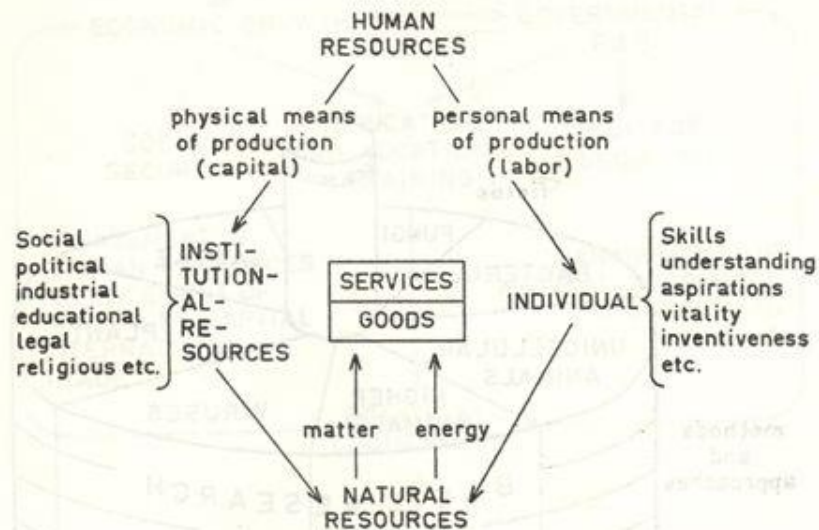 HUMAN
RESOURCES
physical means
of production
(capital)
personal means
of production
(labor)
Social
political
industrial
educational
legal
religious etc.
INSTI-
TUTION-
AL-
RE-
SOURCES
SERVICES
GOODS
INDIVIDUAL
Skills
understanding
aspirations
vitality
inventiveness
etc.
matter energy
NATURAL
RESOURCES